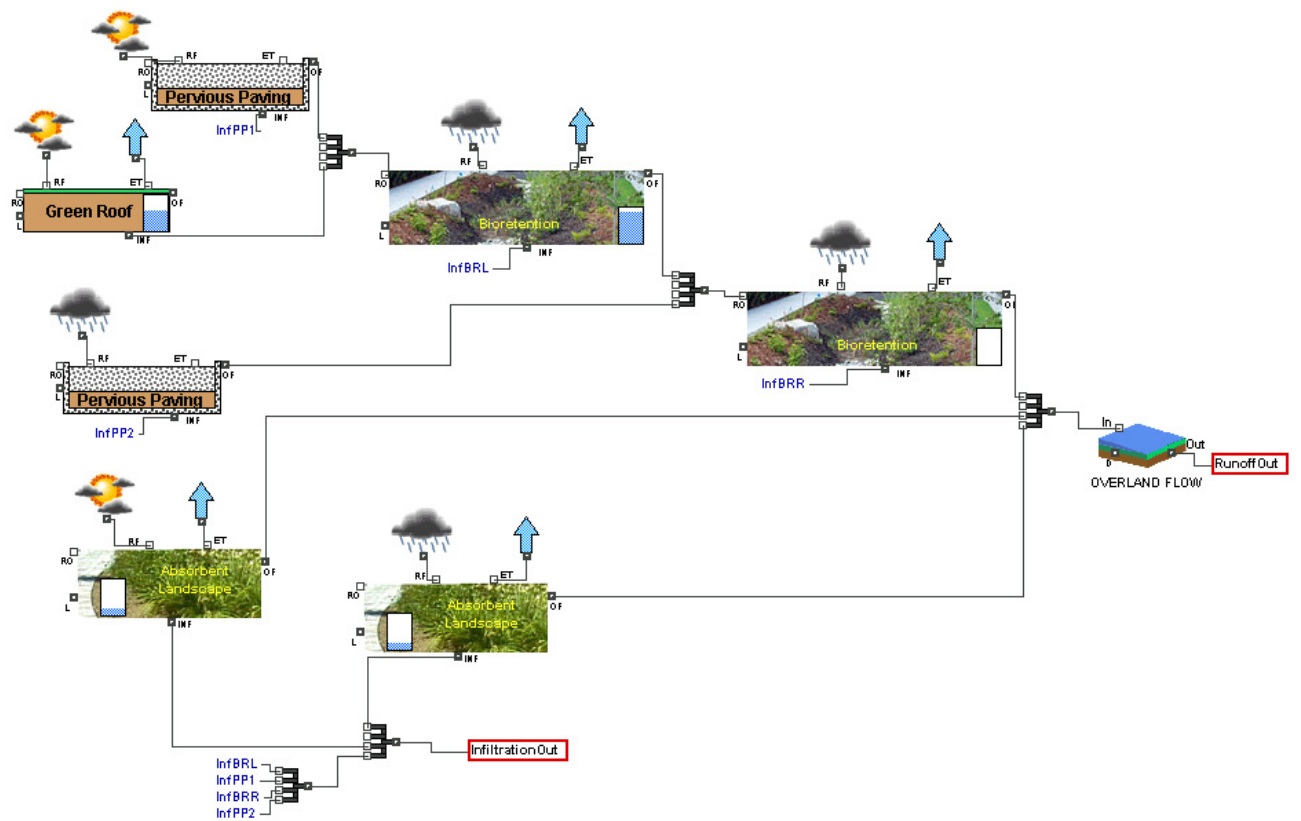 RF
ET
RO
OF
L
Pervious Paving
INF
InfPP1
RF
ET
RO
OF
Green Roof
L
INF
RF
ET
RO
OF
Bioretention
L
INF
InfBRL
RF
ET
RO
OF
Bioretention
L
INF
InfBRR
RF
ET
RO
OF
L
Pervious Paving
INF
InfPP2
In
Out
D
RunoffOut
OVERLAND FLOW
RF
ET
RO
OF
Absorbent
Landscape
L
INF
RF
ET
RO
OF
Absorbent
Landscape
L
INF
InfiltrationOut
InfBRL
InfPP1
InfBRR
InfPP2